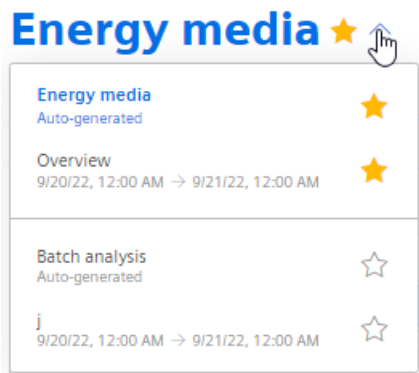 Energy media
Energy media
Auto-generated
Overview
9/20/22, 12:00 AM → 9/21/22, 12:00 AM
Batch analysis
Auto-generated
j
9/20/22, 12:00 AM → 9/21/22, 12:00 AM